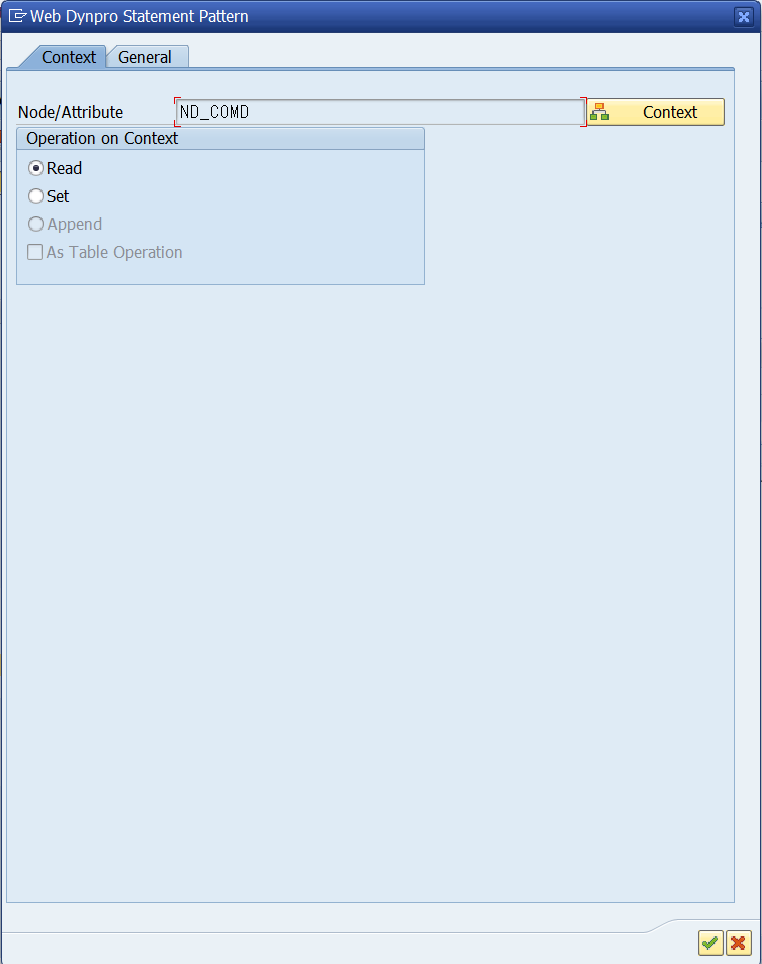 Web Dynpro Statement Pattern
Context General
Node/Attribute ND_COMD Context
Operation on Context
Read
Set
Append
As Table Operation